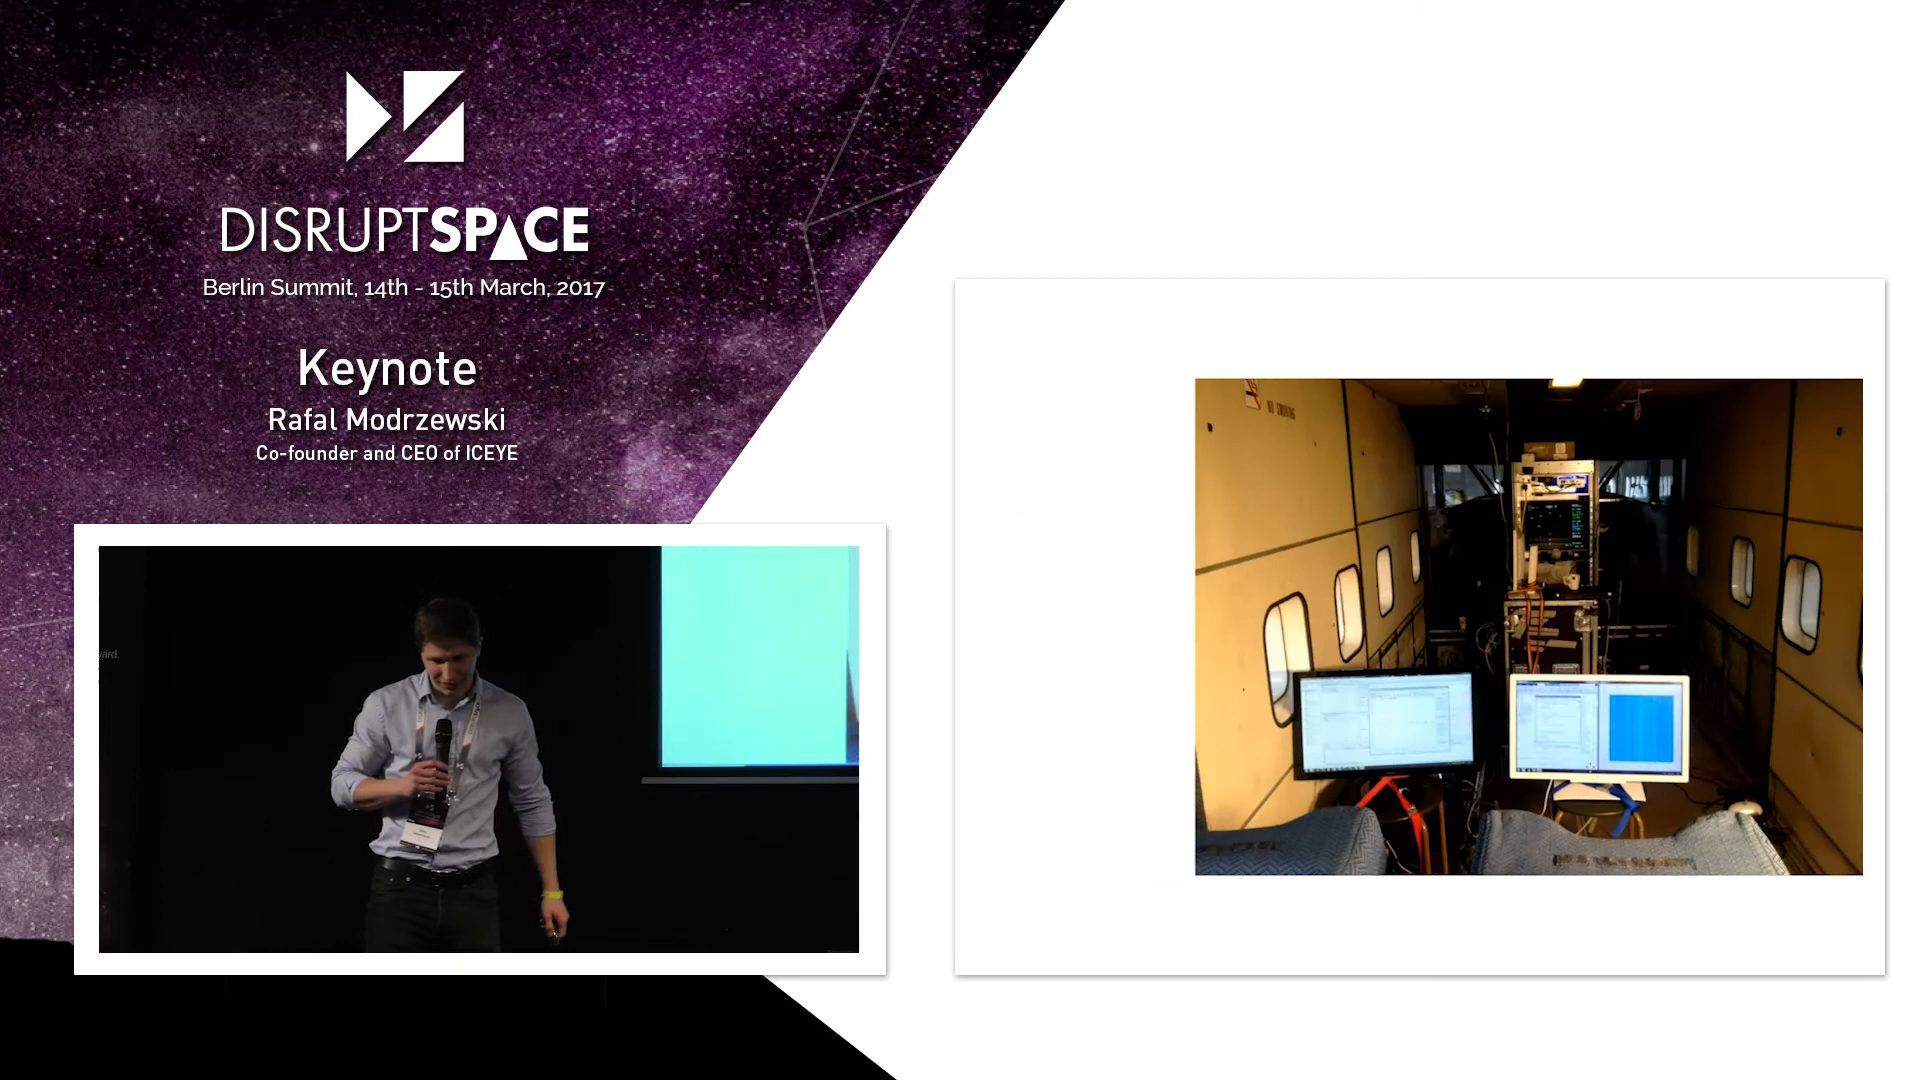 DISRUPTSPACE
Berlin Summit, 14th - 15th March, 2017
Keynote
Rafal Modrzewski
Co-founder and CEO of ICEYE
NO SMOKING